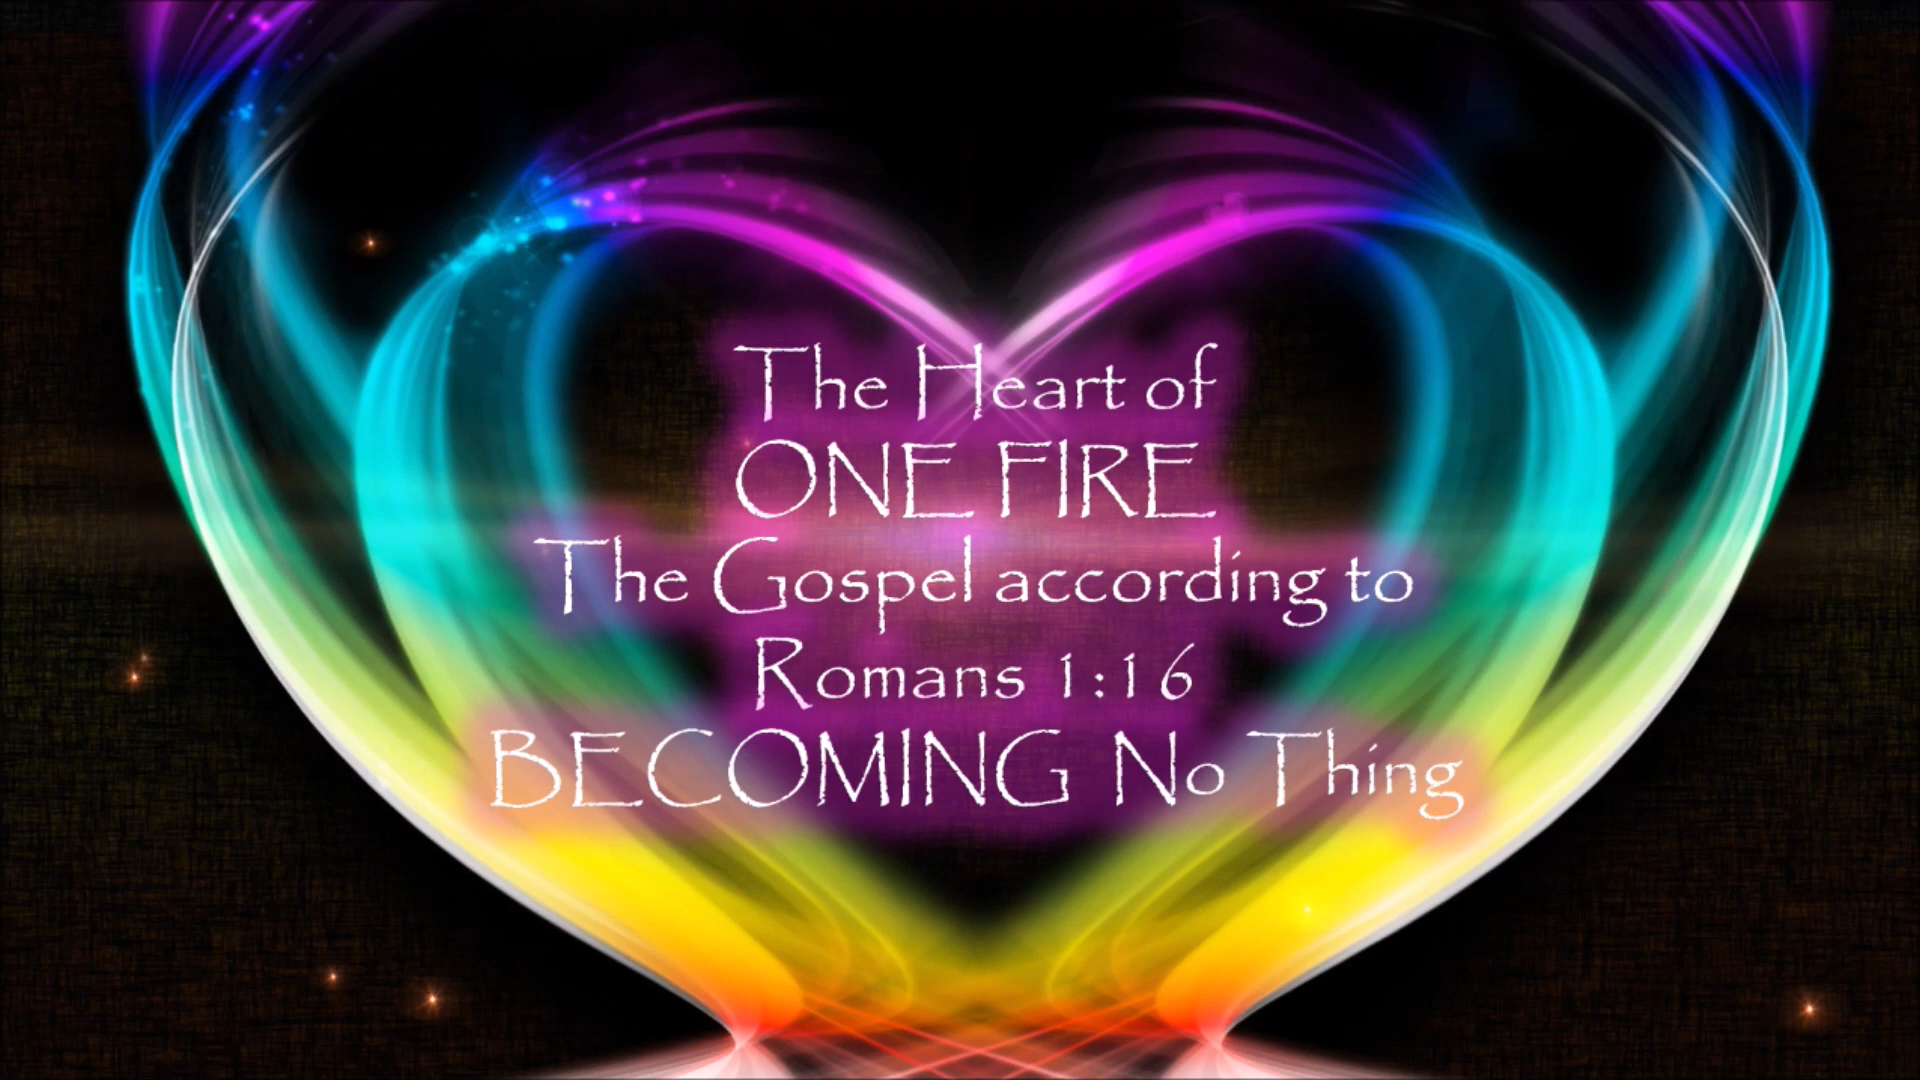 The Heart of
ONE FIRE
The Gospel according to
Romans 1:16
BECOMING No Thing